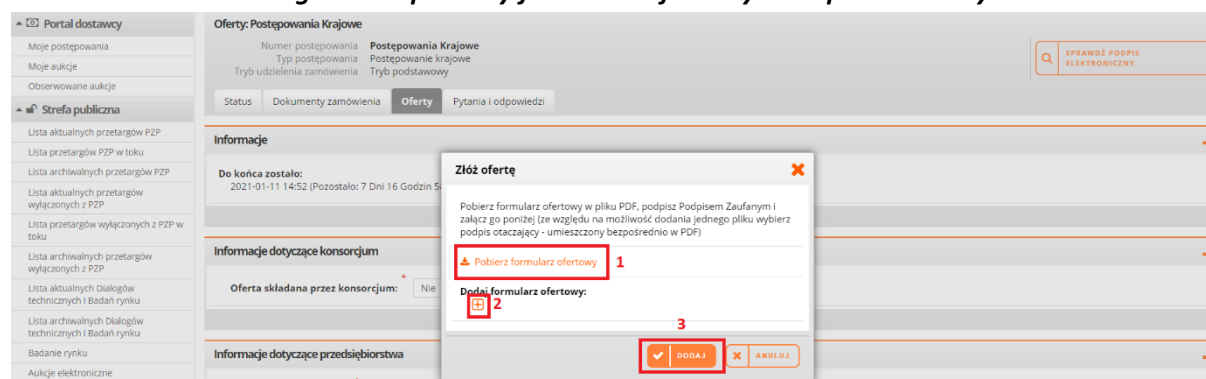 Portal dostawcy
Moje postępowania
Moje aukcje
Obserwowane aukcje
Strefa publiczna
Lista aktualnych przetargów PZP
Lista przetargów PZP w toku
Lista archiwalnych przetargów PZP
Lista aktualnych przetargów
wyłączonych z PZP
Lista przetargów wyłączonych z PZP w
toku
Lista archiwalnych przetargów
wyłączonych z PZP
Lista aktualnych Dialogów
technicznych i Badań rynku
Lista archiwalnych Dialogów
technicznych i Badań rynku
Badanie rynku
Aukcje elektroniczne
Oferty: Postępowania Krajowe
Numer postępowania Postępowania Krajowe
Typ postępowania Postępowanie krajowe
Tryb udzielenia zamówienia Tryb podstawowy
SPRAWDŹ PODPIS
ELEKTRONICZNY
Status Dokumenty zamówienia Oferty Pytania i odpowiedzi
Informacje
Do końca zostało:
2021-01-11 14:52 (Pozostało: 7 Dni 16 Godzin
Informacje dotyczące konsorcjum
* Oferta składana przez konsorcjum: Nie
Informacje dotyczące przedsiębiorstwa
Złóż ofertę
Pobierz formularz ofertowy w pliku PDF, podpisz Podpisem Zaufanym i
załącz go poniżej (ze względu na możliwość dodania jednego pliku wybierz
podpis otaczający - umieszczony bezpośrednio w PDF)
Pobierz formularz ofertowy 1
Dodaj formularz ofertowy:
2
3
DODAJ ANULUJ